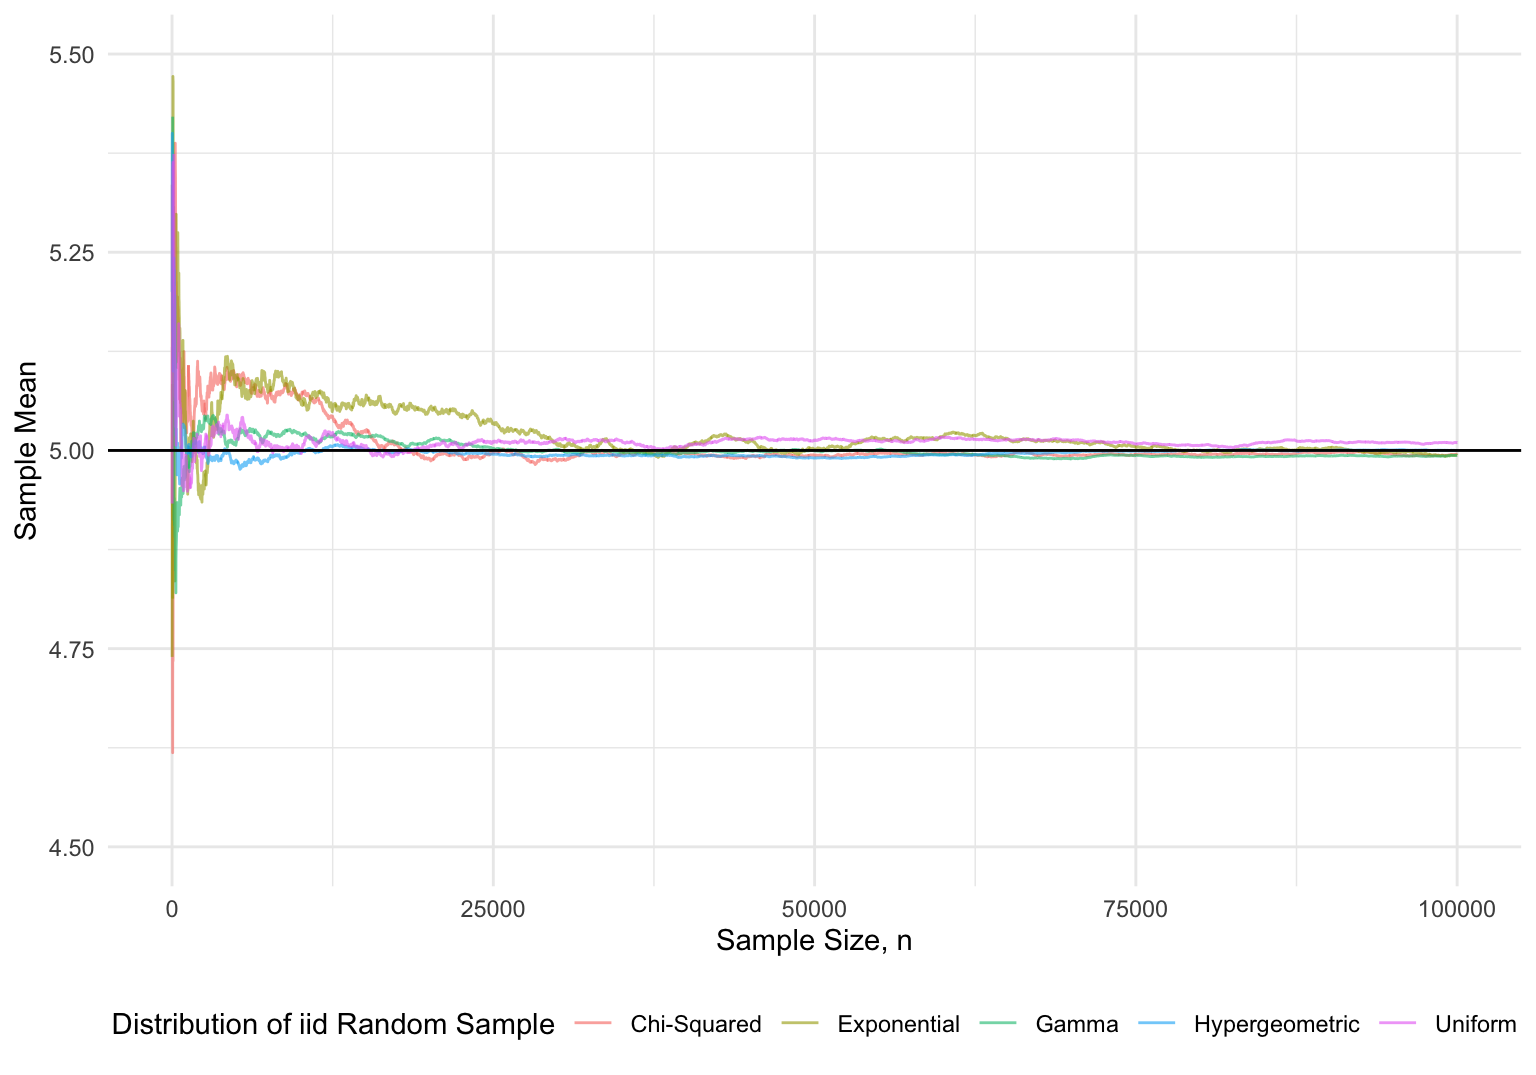 5.50
5.25
5.00
4.75
4.50
Sample Mean
0 25000 50000 75000 100000
Sample Size, n
Distribution of iid Random Sample Chi-Squared Exponential Gamma Hypergeometric Uniform